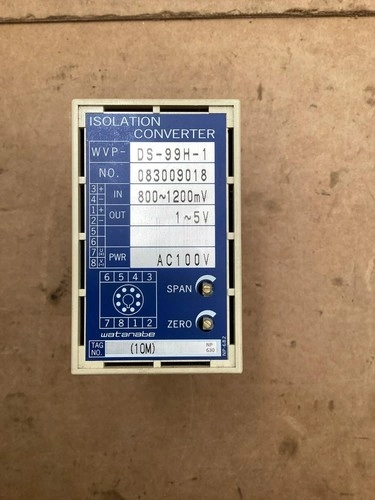 ISOLATION
CONVERTER
WVP- DS-99H-1
NO. 083009018
3 + IN 800~1200mV
4 -
1 + OUT 1~5V
2 -
5
6
7 PWR AC100V
8
6 5 4 3
SPAN
7 8 1 2
ZERO
watanabe
TAG NO. (10M)